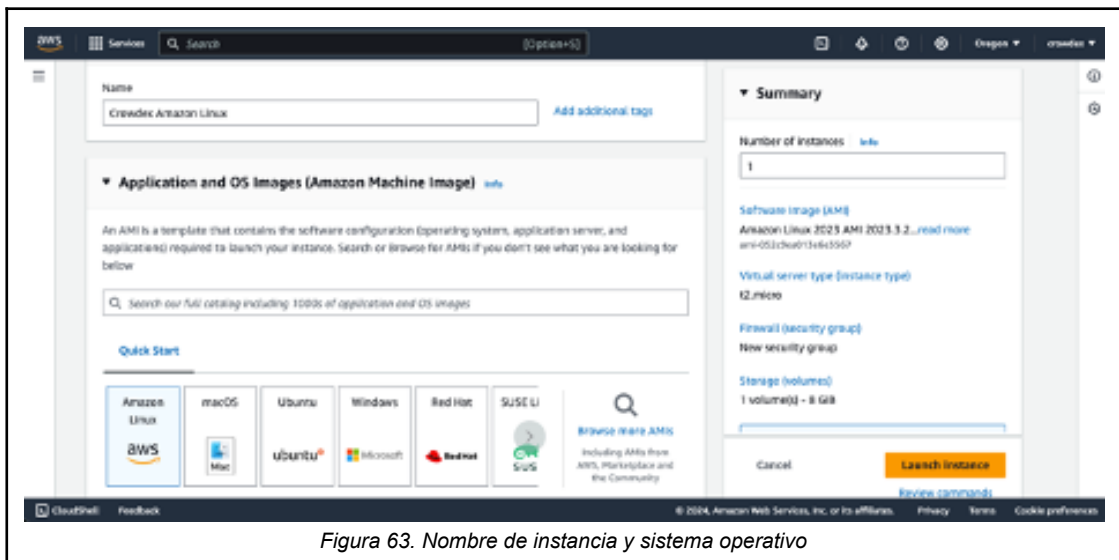 aws Services Search [Option+S] Oregon crowdex
Name
Crowdex Amazon Linux
Add additional tags
Application and OS Images (Amazon Machine Image) Info
An AMI is a template that contains the software configuration (operating system, application server, and
applications) required to launch your instance. Search or Browse for AMIs if you don't see what you are looking for
below
Search our full catalog including 1000s of application and OS images
Quick Start
Amazon Linux
aws
macOS
Mac
Ubuntu
ubuntu
Windows
Microsoft
Red Hat
Red Hat
SUSE Li
SUS
Browse more AMIs
Including AMIs from
AWS, Marketplace and
the Community
Summary
Number of instances Info
1
Software Image (AMI)
Amazon Linux 2023 AMI 2023.3.2...read more
Virtual server type (instance type)
t2.micro
Firewall (security group)
New security group
Storage (volumes)
1 volume(s) - 8 GiB
Cancel
Launch instance
Review commands
CloudShell Feedback © 2024, Amazon Web Services, Inc. or its affiliates. Privacy Terms Cookie preferences
Figura 63. Nombre de instancia y sistema operativo